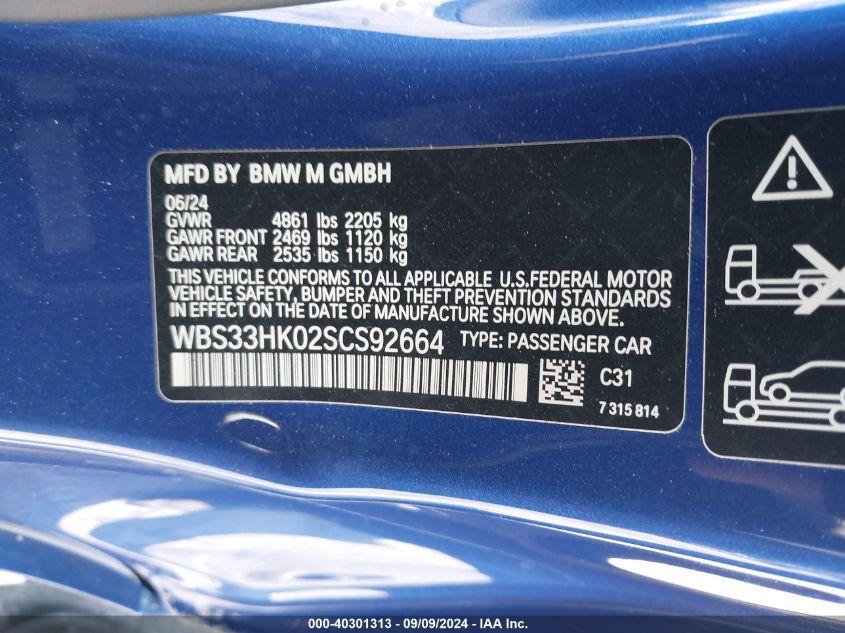 MFD BY BMW M GMBH
06/24
GVWR 4861 lbs 2205 kg
GAWR FRONT 2469 lbs 1120 kg
GAWR REAR 2535 lbs 1150 kg
THIS VEHICLE CONFORMS TO ALL APPLICABLE U.S.FEDERAL MOTOR
VEHICLE SAFETY, BUMPER AND THEFT PREVENTION STANDARDS
IN EFFECT ON DATE OF MANUFACTURE SHOWN ABOVE.
WBS33HK02SCS92664 TYPE: PASSENGER CAR
C31
7 315 814
000-40301313 - 09/09/2024 - IAA Inc.